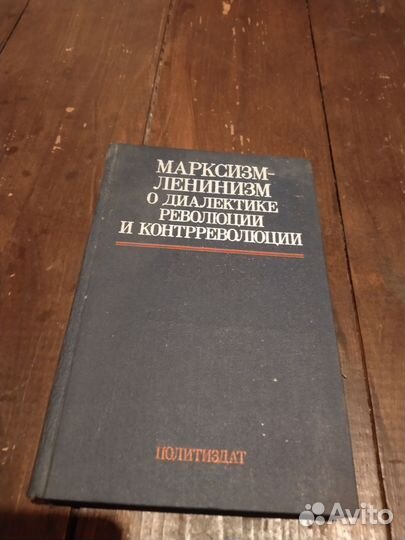 МАРКСИЗМ-
ЛЕНИНИЗМ
О ДИАЛЕКТИКЕ
РЕВОЛЮЦИИ
И КОНТРРЕВОЛЮЦИИ
ПОЛИТИЗДАТ
Avito